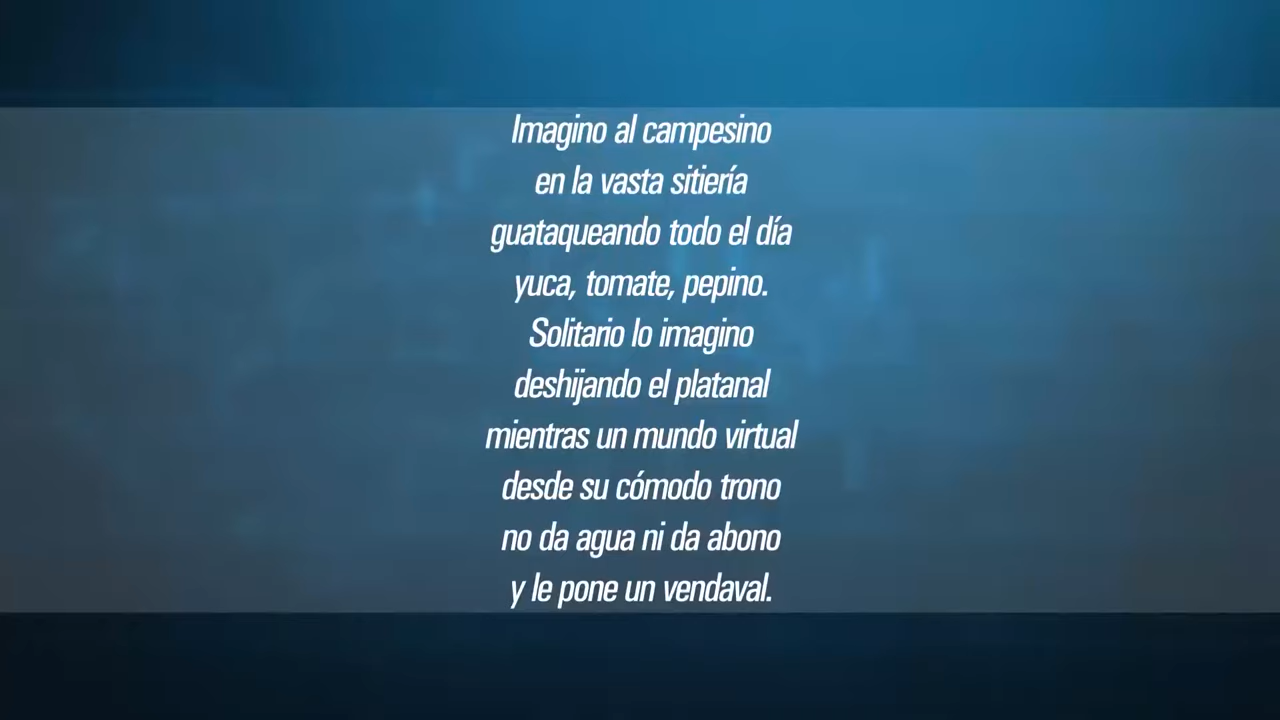 Imagino al campesino
en la vasta sitiería
guataqueando todo el día
yuca, tomate, pepino.
Solitario lo imagino
deshijando el platanal
mientras un mundo virtual
desde su cómodo trono
no da agua ni da abono
y le pone un vendaval.